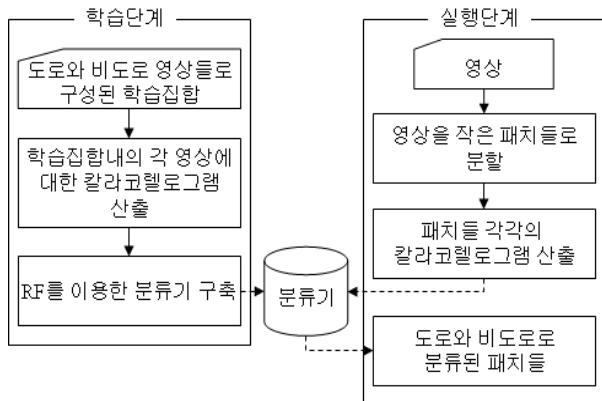 학습단계
도로와 비도로 영상들로
구성된 학습집합
학습집합내의 각 영상에
대한 칼라코렐로그램
산출
RF를 이용한 분류기 구축
분류기
실행단계
영상
영상을 작은 패치들로
분할
패치들 각각의
칼라코렐로그램 산출
도로와 비도로로
분류된 패치들